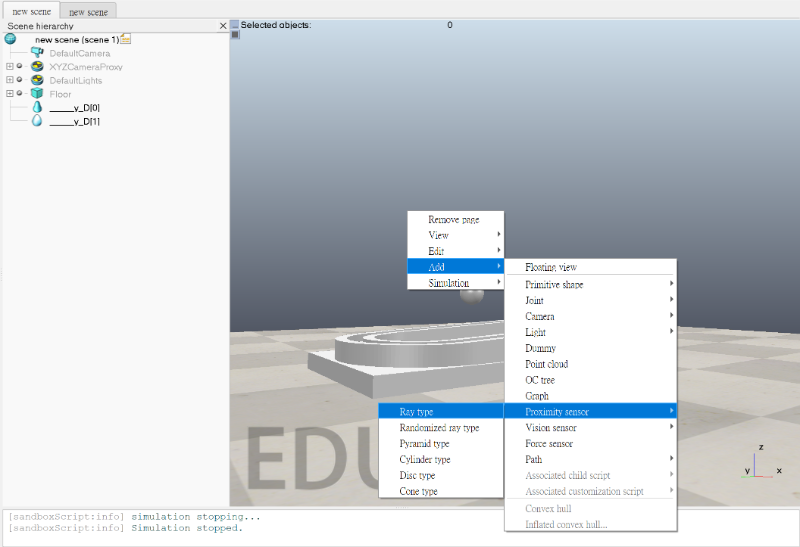 new scene
new scene
Scene hierarchy
Selected objects:
0
new scene (scene 1)
DefaultCamera
XYZCameraProxy
DefaultLights
Floor
_____y_D[0]
_____y_D[1]
Remove page
View
Edit
Add
Simulation
Floating view
Primitive shape
Joint
Camera
Light
Dummy
Point cloud
OC tree
Graph
Proximity sensor
Vision sensor
Force sensor
Path
Associated child script
Associated customization script
Convex hull
Inflated convex hull...
Ray type
Randomized ray type
Pyramid type
Cylinder type
Disc type
Cone type
EDU
z
y
x
[sandboxScript:info] simulation stopping...
[sandboxScript:info] Simulation stopped.